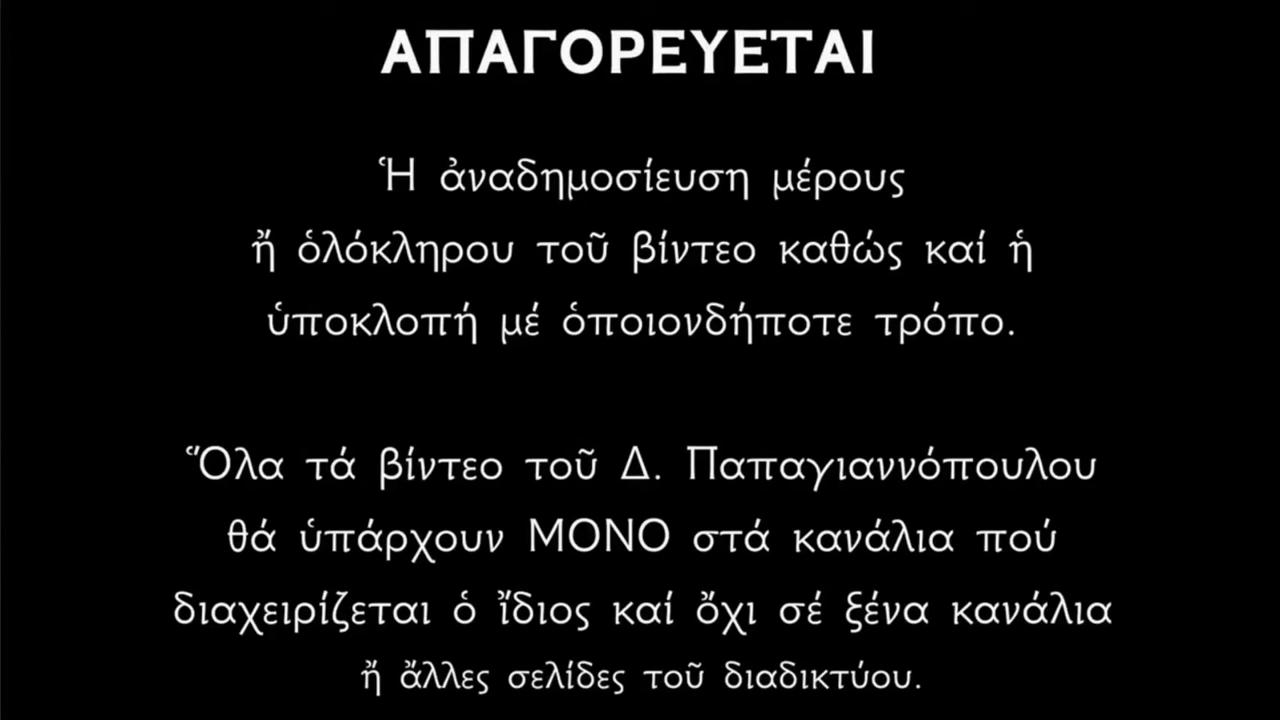 ΑΠΑΓΟΡΕΥΕΤΑΙ
Ἡ ἀναδημοσίευση μέρους
ἤ ὁλόκληρου τοῦ βίντεο καθώς καί ἡ
ὑποκλοπή μέ ὁποιονδήποτε τρόπο.
Ὅλα τά βίντεο τοῦ Δ. Παπαγιαννόπουλου
θά ὑπάρχουν ΜΟΝΟ στά κανάλια πού
διαχειρίζεται ὁ ἴδιος καί ὄχι σέ ξένα κανάλια
ἤ ἄλλες σελίδες τοῦ διαδικτύου.